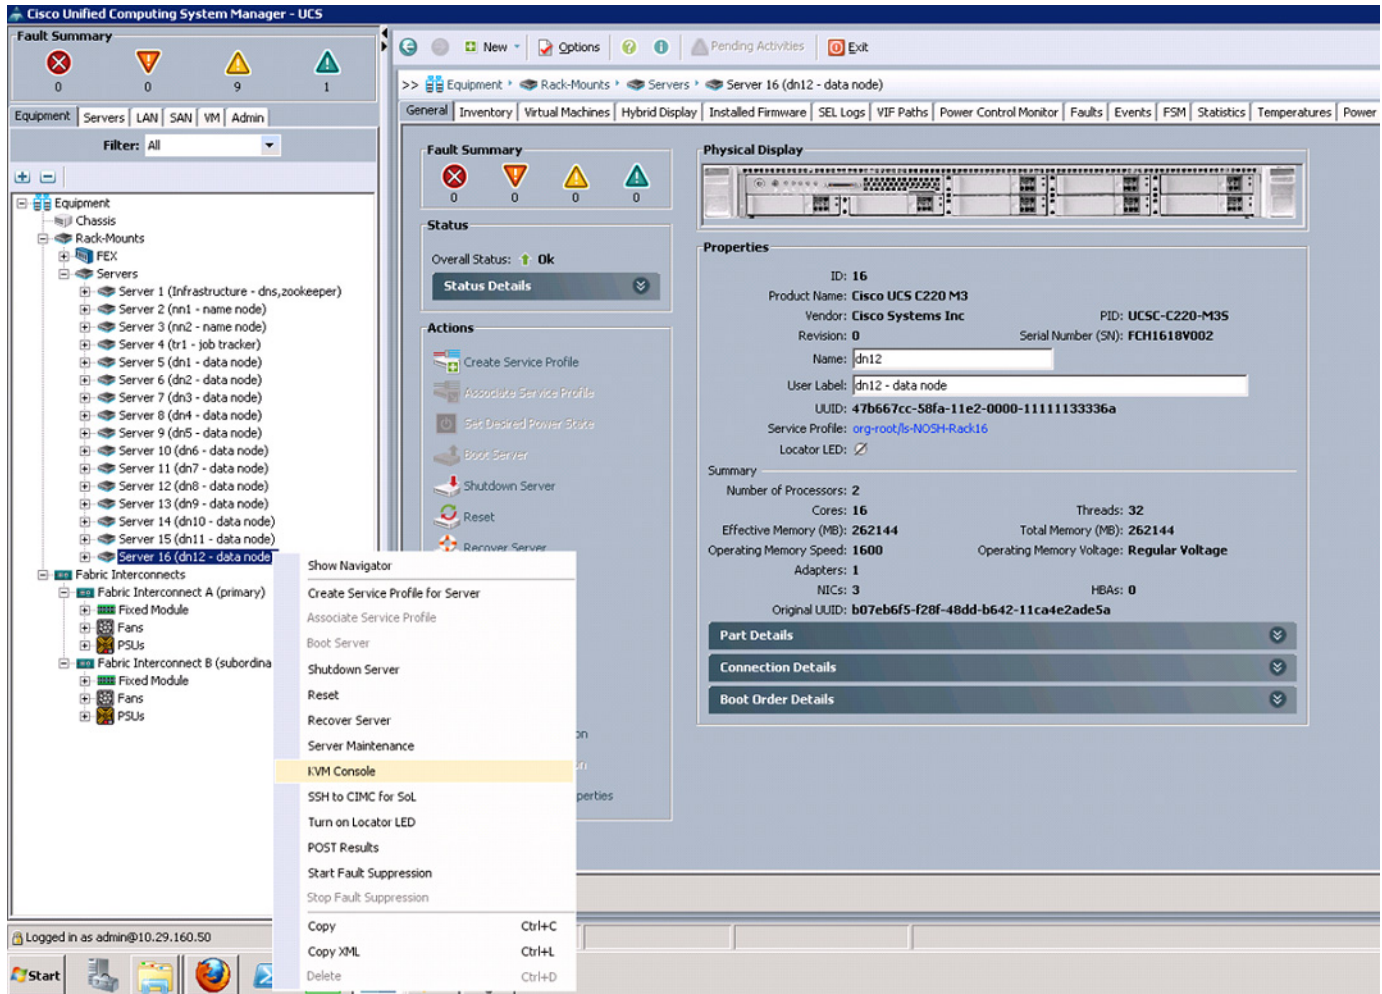 Cisco Unified Computing System Manager - UCS
Fault Summary
0 0 9 1
New Options Pending Activities Exit
>> Equipment Rack-Mounts Servers Server 16 (dn12 - data node)
Equipment Servers LAN SAN VM Admin
General Inventory Virtual Machines Hybrid Display Installed Firmware SEL Logs VIF Paths Power Control Monitor Faults Events FSM Statistics Temperatures Power
Filter: All
Equipment
Chassis
Rack-Mounts
FEX
Servers
Server 1 (Infrastructure - dns,zookeeper)
Server 2 (nn1 - name node)
Server 3 (nn2 - name node)
Server 4 (tr1 - job tracker)
Server 5 (dn1 - data node)
Server 6 (dn2 - data node)
Server 7 (dn3 - data node)
Server 8 (dn4 - data node)
Server 9 (dn5 - data node)
Server 10 (dn6 - data node)
Server 11 (dn7 - data node)
Server 12 (dn8 - data node)
Server 13 (dn9 - data node)
Server 14 (dn10 - data node)
Server 15 (dn11 - data node)
Server 16 (dn12 - data node
Fabric Interconnects
Fabric Interconnect A (primary)
Fixed Module
Fans
PSUs
Fabric Interconnect B (subordina
Fixed Module
Fans
PSUs
Fault Summary
0 0 0 0
Status
Overall Status: Ok
Status Details
Actions
Create Service Profile
Associate Service Profile
Set Desired Power State
Boot Server
Shutdown Server
Reset
Recover Server
on
perties
Physical Display
Properties
ID: 16
Product Name: Cisco UCS C220 M3
Vendor: Cisco Systems Inc PID: UCSC-C220-M3S
Revision: 0 Serial Number (SN): FCH1618V002
Name: dn12
User Label: dn12 - data node
UUID: 47b667cc-58fa-11e2-0000-11111133336a
Service Profile: org-root/ls-NOSH-Rack16
Locator LED:
Summary
Number of Processors: 2
Cores: 16 Threads: 32
Effective Memory (MB): 262144 Total Memory (MB): 262144
Operating Memory Speed: 1600 Operating Memory Voltage: Regular Voltage
Adapters: 1
NICs: 3 HBAs: 0
Original UUID: b07eb6f5-f28f-48dd-b642-11ca4e2ade5a
Part Details
Connection Details
Boot Order Details
Show Navigator
Create Service Profile for Server
Associate Service Profile
Boot Server
Shutdown Server
Reset
Recover Server
Server Maintenance
KVM Console
SSH to CIMC for SoL
Turn on Locator LED
POST Results
Start Fault Suppression
Stop Fault Suppression
Copy Ctrl+C
Copy XML Ctrl+L
Delete Ctrl+D
Logged in as admin@10.29.160.50
Start